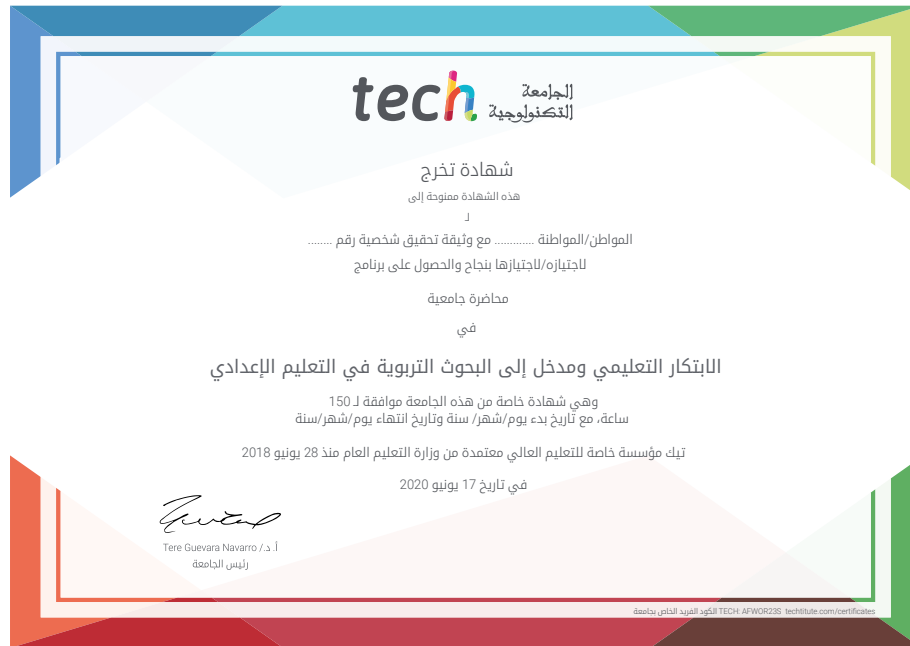 tech الجامعة
التكنولوجية
شهادة تخرج
هذه الشهادة ممنوحة إلى
لـ
المواطن/المواطنة ............ مع وثيقة تحقيق شخصية رقم ........
لاجتيازه/لاجتيازها بنجاح والحصول على برنامج
محاضرة جامعية
في
الابتكار التعليمي ومدخل إلى البحوث التربوية في التعليم الإعدادي
وهي شهادة خاصة من هذه الجامعة موافقة لـ 150
ساعة، مع تاريخ بدء يوم/شهر/ سنة وتاريخ انتهاء يوم/شهر/سنة
تيك مؤسسة خاصة للتعليم العالي معتمدة من وزارة التعليم العام منذ 28 يونيو 2018
في تاريخ 17 يونيو 2020
أ.د./ Tere Guevara Navarro
رئيس الجامعة
الكود الفريد الخاص بجامعة TECH: AFWOR23S techtitute.com/certificates